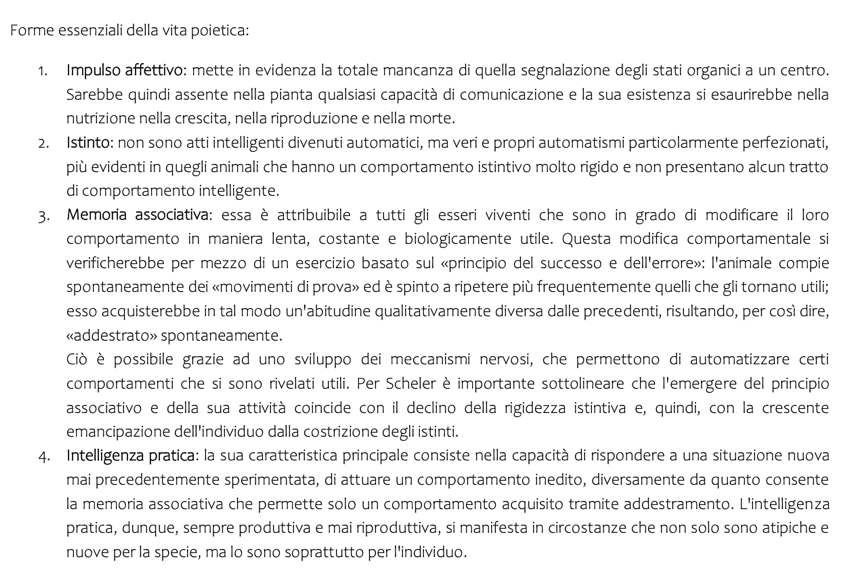 Forme essenziali della vita poietica:
1. Impulso affettivo: mette in evidenza la totale mancanza di quella segnalazione degli stati organici a un centro.
Sarebbe quindi assente nella pianta qualsiasi capacità di comunicazione e la sua esistenza si esaurirebbe nella
nutrizione nella crescita, nella riproduzione e nella morte.
2. Istinto: non sono atti intelligenti divenuti automatici, ma veri e propri automatismi particolarmente perfezionati,
più evidenti in quegli animali che hanno un comportamento istintivo molto rigido e non presentano alcun tratto
di comportamento intelligente.
3. Memoria associativa: essa è attribuibile a tutti gli esseri viventi che sono in grado di modificare il loro
comportamento in maniera lenta, costante e biologicamente utile. Questa modifica comportamentale si
verificherebbe per mezzo di un esercizio basato sul «principio del successo e dell'errore»: l'animale compie
spontaneamente dei «movimenti di prova» ed è spinto a ripetere più frequentemente quelli che gli tornano utili;
esso acquisterebbe in tal modo un'abitudine qualitativamente diversa dalle precedenti, risultando, per così dire,
«addestrato» spontaneamente.
Ciò è possibile grazie ad uno sviluppo dei meccanismi nervosi, che permettono di automatizzare certi
comportamenti che si sono rivelati utili. Per Scheler è importante sottolineare che l'emergere del principio
associativo e della sua attività coincide con il declino della rigidezza istintiva e, quindi, con la crescente
emancipazione dell'individuo dalla costrizione degli istinti.
4. Intelligenza pratica: la sua caratteristica principale consiste nella capacità di rispondere a una situazione nuova
mai precedentemente sperimentata, di attuare un comportamento inedito, diversamente da quanto consente
la memoria associativa che permette solo un comportamento acquisito tramite addestramento. L'intelligenza
pratica, dunque, sempre produttiva e mai riproduttiva, si manifesta in circostanze che non solo sono atipiche e
nuove per la specie, ma lo sono soprattutto per l'individuo.